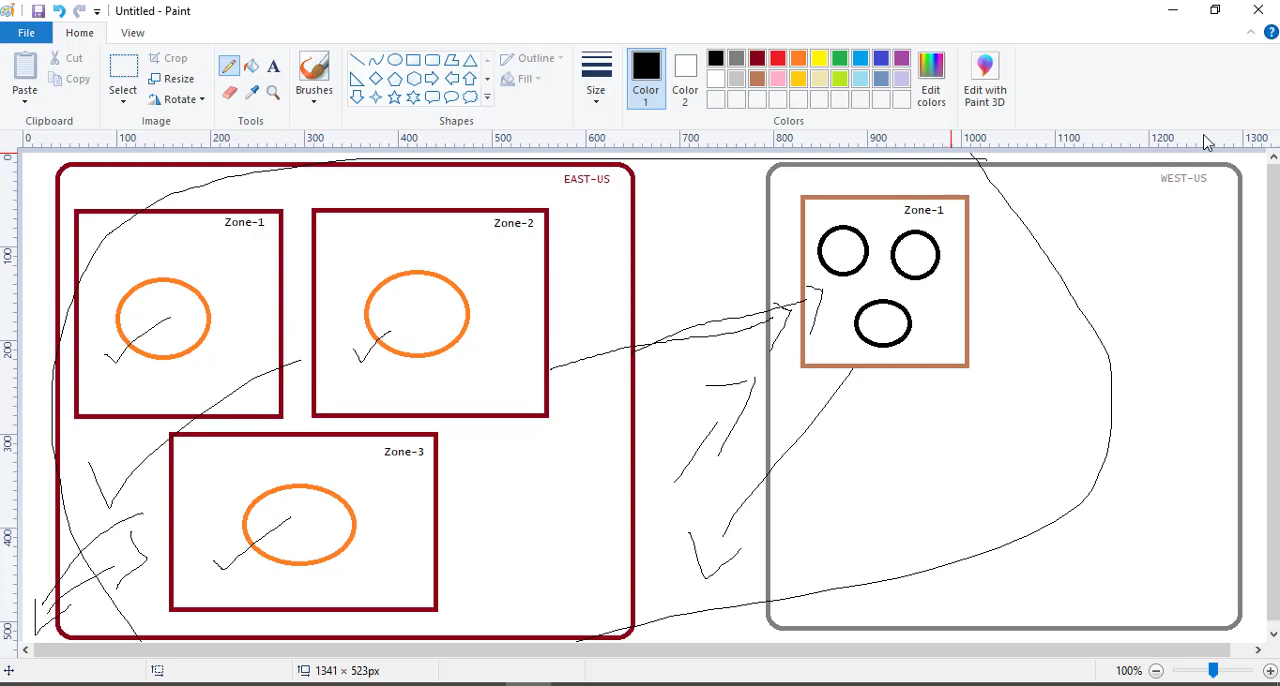 Untitled - Paint
File Home View
Cut
Copy
Paste
Clipboard
Select
Crop
Resize
Rotate
Image
A
Tools
Brushes
Outline
Fill
Shapes
Size
Color 1
Color 2
Edit colors
Edit with Paint 3D
Colors
0 100 200 300 400 500 600 700 800 900 1000 1100 1200 1300
0
100
200
300
400
500
EAST-US
Zone-1
Zone-2
Zone-3
WEST-US
Zone-1
1341 × 523px
100%